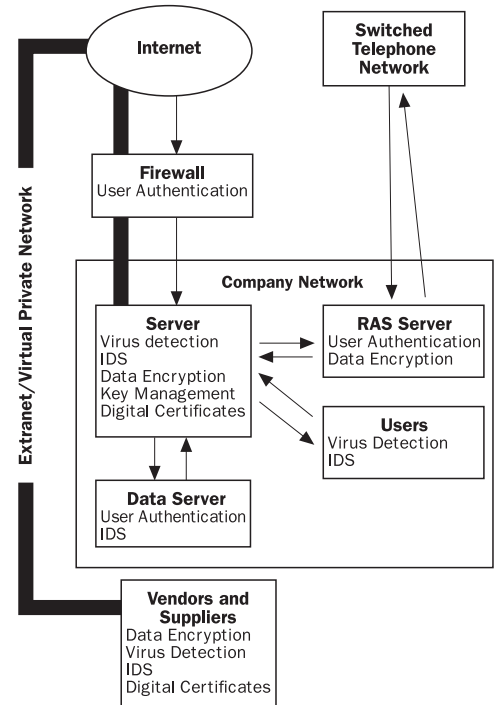 Internet
Switched
Telephone
Network
Firewall
User Authentication
Extranet/Virtual Private Network
Company Network
Server
Virus detection
IDS
Data Encryption
Key Management
Digital Certificates
RAS Server
User Authentication
Data Encryption
Users
Virus Detection
IDS
Data Server
User Authentication
IDS
Vendors and
Suppliers
Data Encryption
Virus Detection
IDS
Digital Certificates